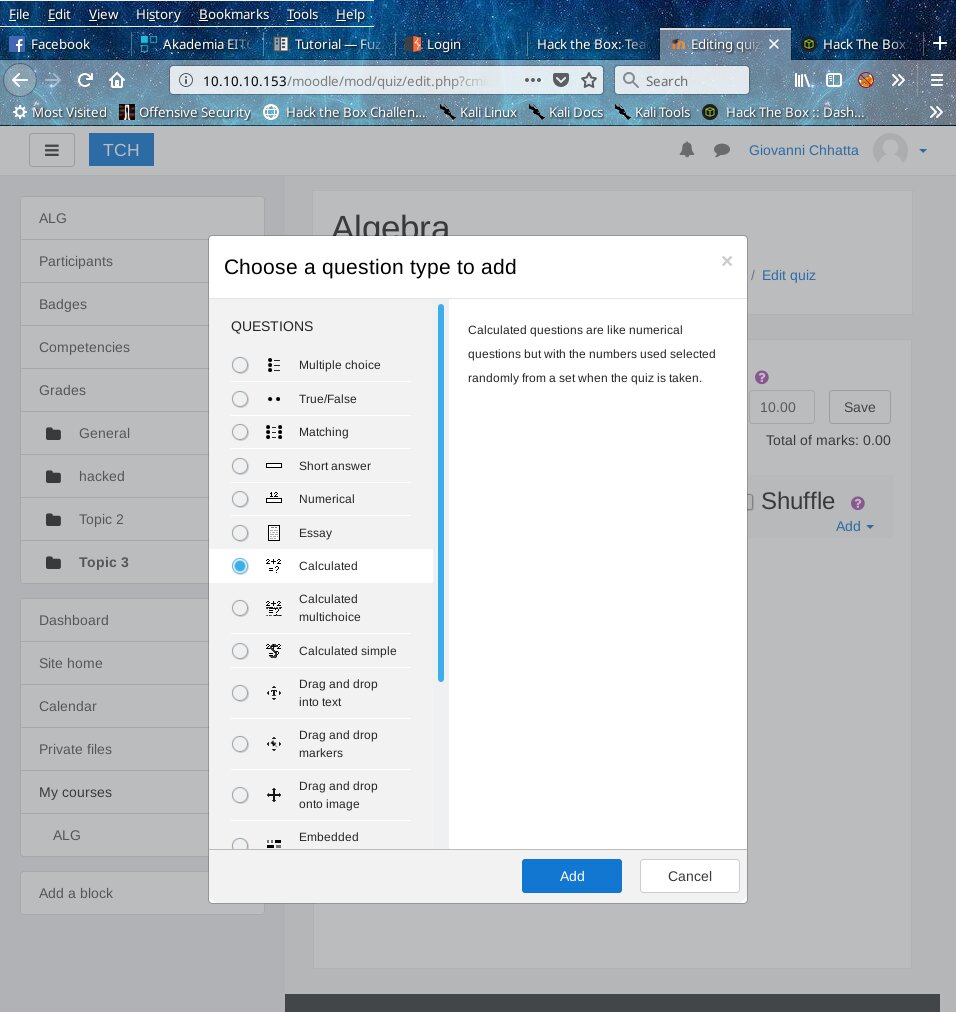 File Edit View History Bookmarks Tools Help
Facebook Akademia EIT Tutorial — Fuz Login Hack the Box: Tea Editing quiz Hack The Box
10.10.10.153/moodle/mod/quiz/edit.php?cm Search
Most Visited Offensive Security Hack the Box Challen... Kali Linux Kali Docs Kali Tools Hack The Box :: Dash...
TCH Giovanni Chhatta
ALG
Participants
Badges
Competencies
Grades
General
hacked
Topic 2
Topic 3
Dashboard
Site home
Calendar
Private files
My courses
ALG
Add a block
Algebra
/ Edit quiz
10.00 Save
Total of marks: 0.00
Shuffle
Add
Choose a question type to add
×
QUESTIONS
Multiple choice
True/False
Matching
Short answer
Numerical
Essay
Calculated
Calculated
multichoice
Calculated simple
Drag and drop
into text
Drag and drop
markers
Drag and drop
onto image
Embedded
Calculated questions are like numerical
questions but with the numbers used selected
randomly from a set when the quiz is taken.
Add Cancel